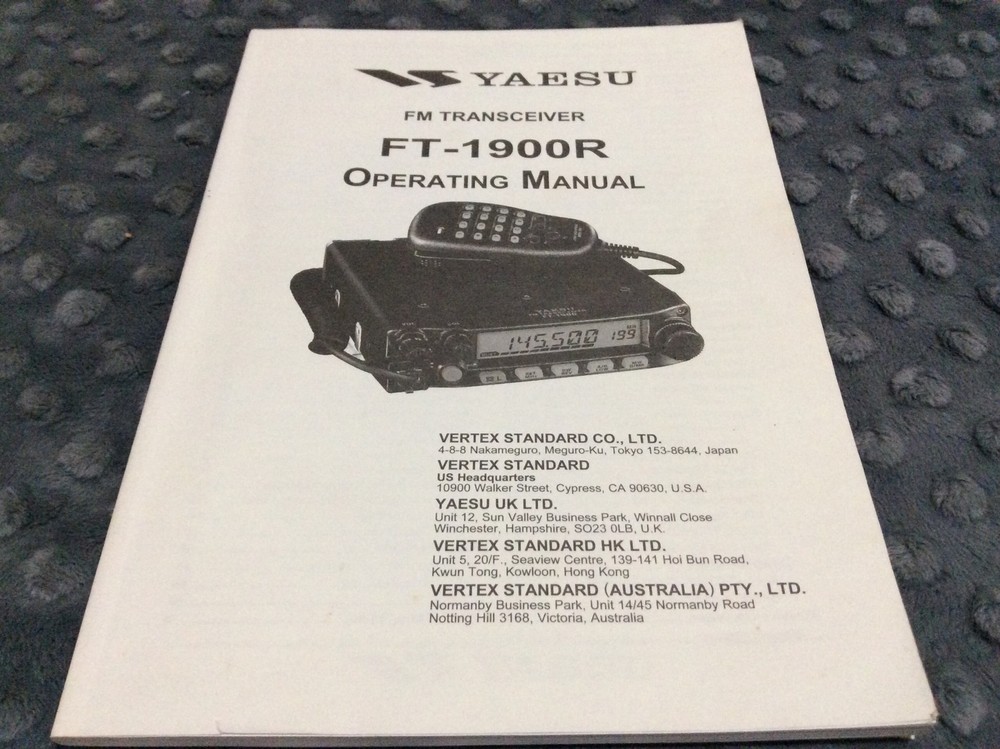 YAESU
FM TRANSCEIVER
FT-1900R
OPERATING MANUAL
145.500 199
VERTEX STANDARD CO., LTD.
4-8-8 Nakameguro, Meguro-Ku, Tokyo 153-8644, Japan
VERTEX STANDARD
US Headquarters
10900 Walker Street, Cypress, CA 90630, U.S.A.
YAESU UK LTD.
Unit 12, Sun Valley Business Park, Winnall Close
Winchester, Hampshire, SO23 0LB, U.K.
VERTEX STANDARD HK LTD.
Unit 5, 20/F., Seaview Centre, 139-141 Hoi Bun Road,
Kwun Tong, Kowloon, Hong Kong
VERTEX STANDARD (AUSTRALIA) PTY., LTD.
Normanby Business Park, Unit 14/45 Normanby Road
Notting Hill 3168, Victoria, Australia